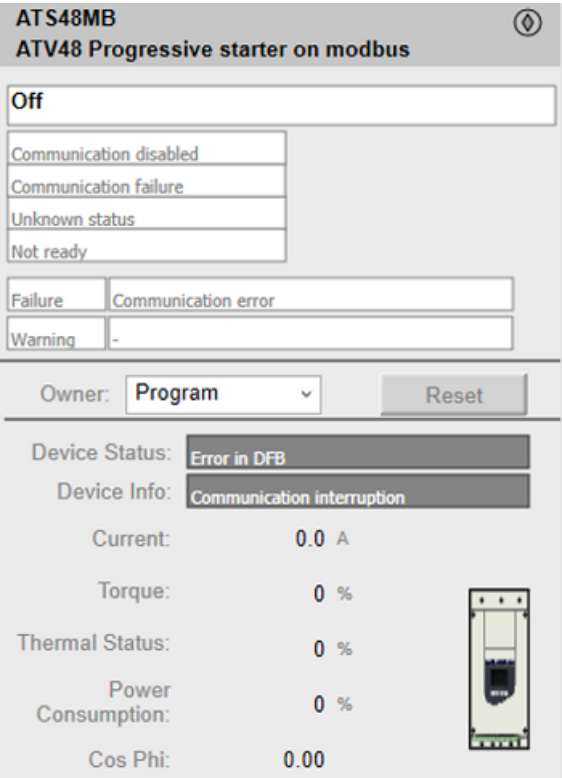 ATS48MB
ATV48 Progressive starter on modbus
Off
Communication disabled
Communication failure
Unknown status
Not ready
Failure Communication error
Warning -
Owner: Program Reset
Device Status: Error in DFB
Device Info: Communication interruption
Current: 0.0 A
Torque: 0 %
Thermal Status: 0 %
Power
Consumption: 0 %
Cos Phi: 0.00